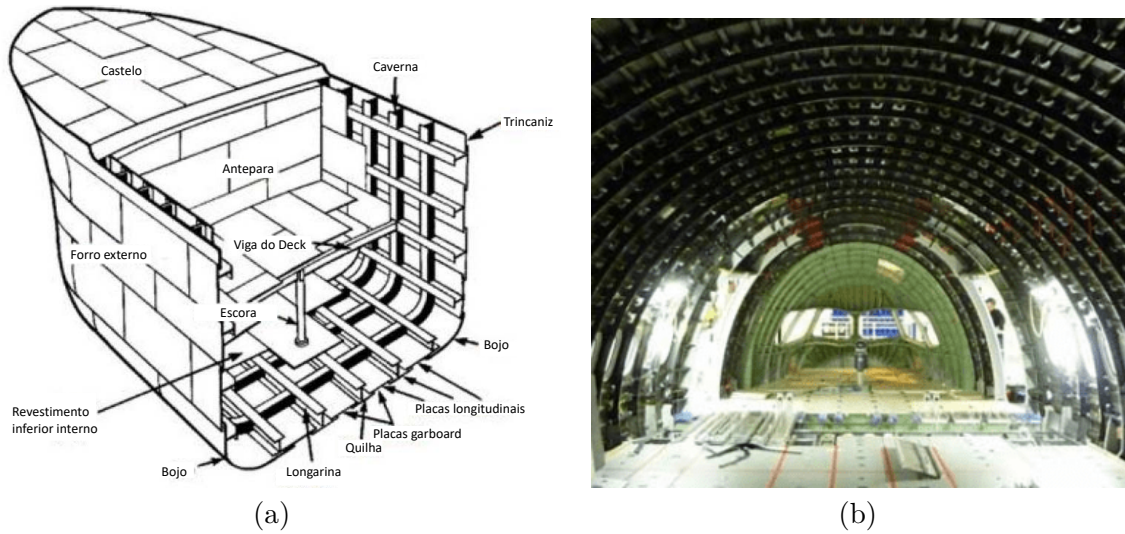 Castelo
Caverna
Trincaniz
Antepara
Viga do Deck
Forro externo
Escora
Bojo
Revestimento
inferior interno
Placas longitudinais
Placas garboard
Quilha
Longarina
Bojo
(a)
(b)